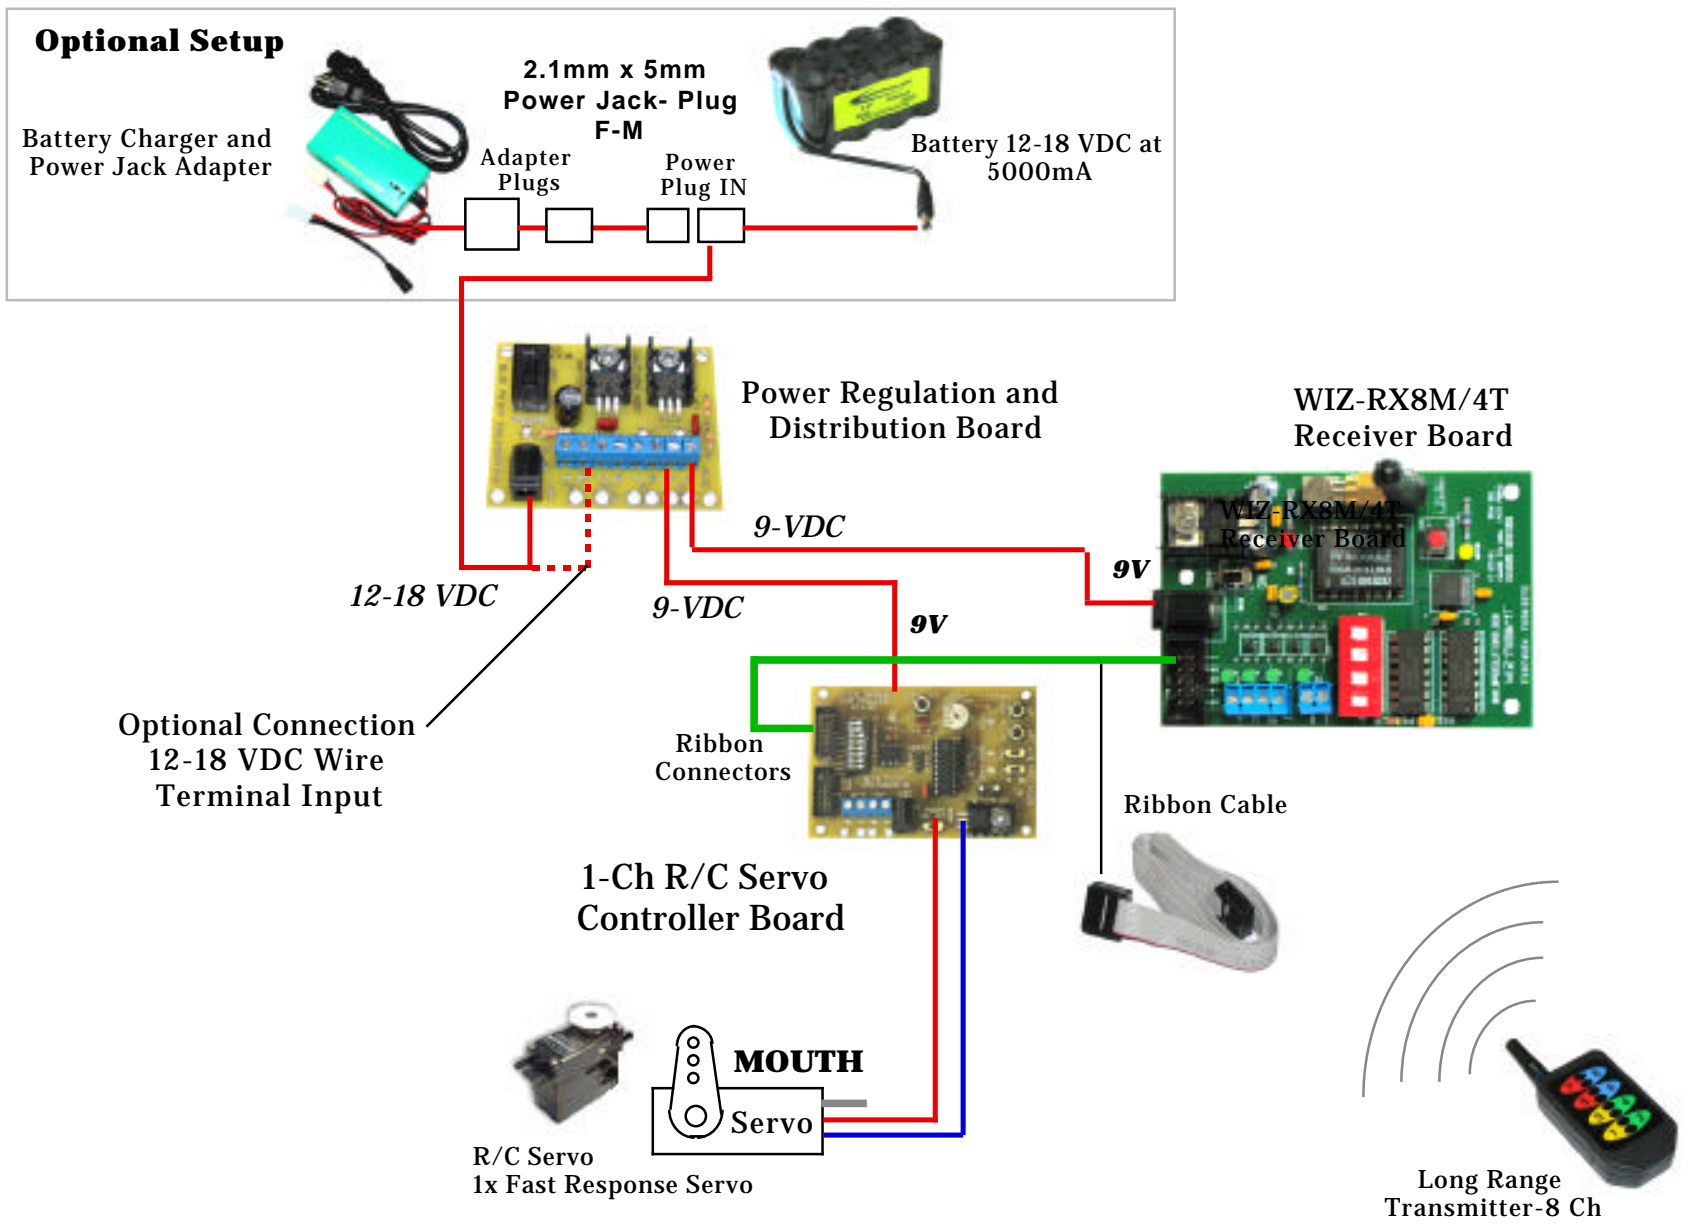 Optional Setup
Battery Charger and
Power Jack Adapter
2.1mm x 5mm
Power Jack- Plug
F-M
Adapter
Plugs
Power
Plug IN
Battery 12-18 VDC at
5000mA
Power Regulation and
Distribution Board
WIZ-RX8M/4T
Receiver Board
WIZ-RX8M/4T
Receiver Board
9-VDC
9V
12-18 VDC
9-VDC
9V
Optional Connection
12-18 VDC Wire
Terminal Input
Ribbon
Connectors
Ribbon Cable
1-Ch R/C Servo
Controller Board
MOUTH
Servo
R/C Servo
1x Fast Response Servo
Long Range
Transmitter-8 Ch